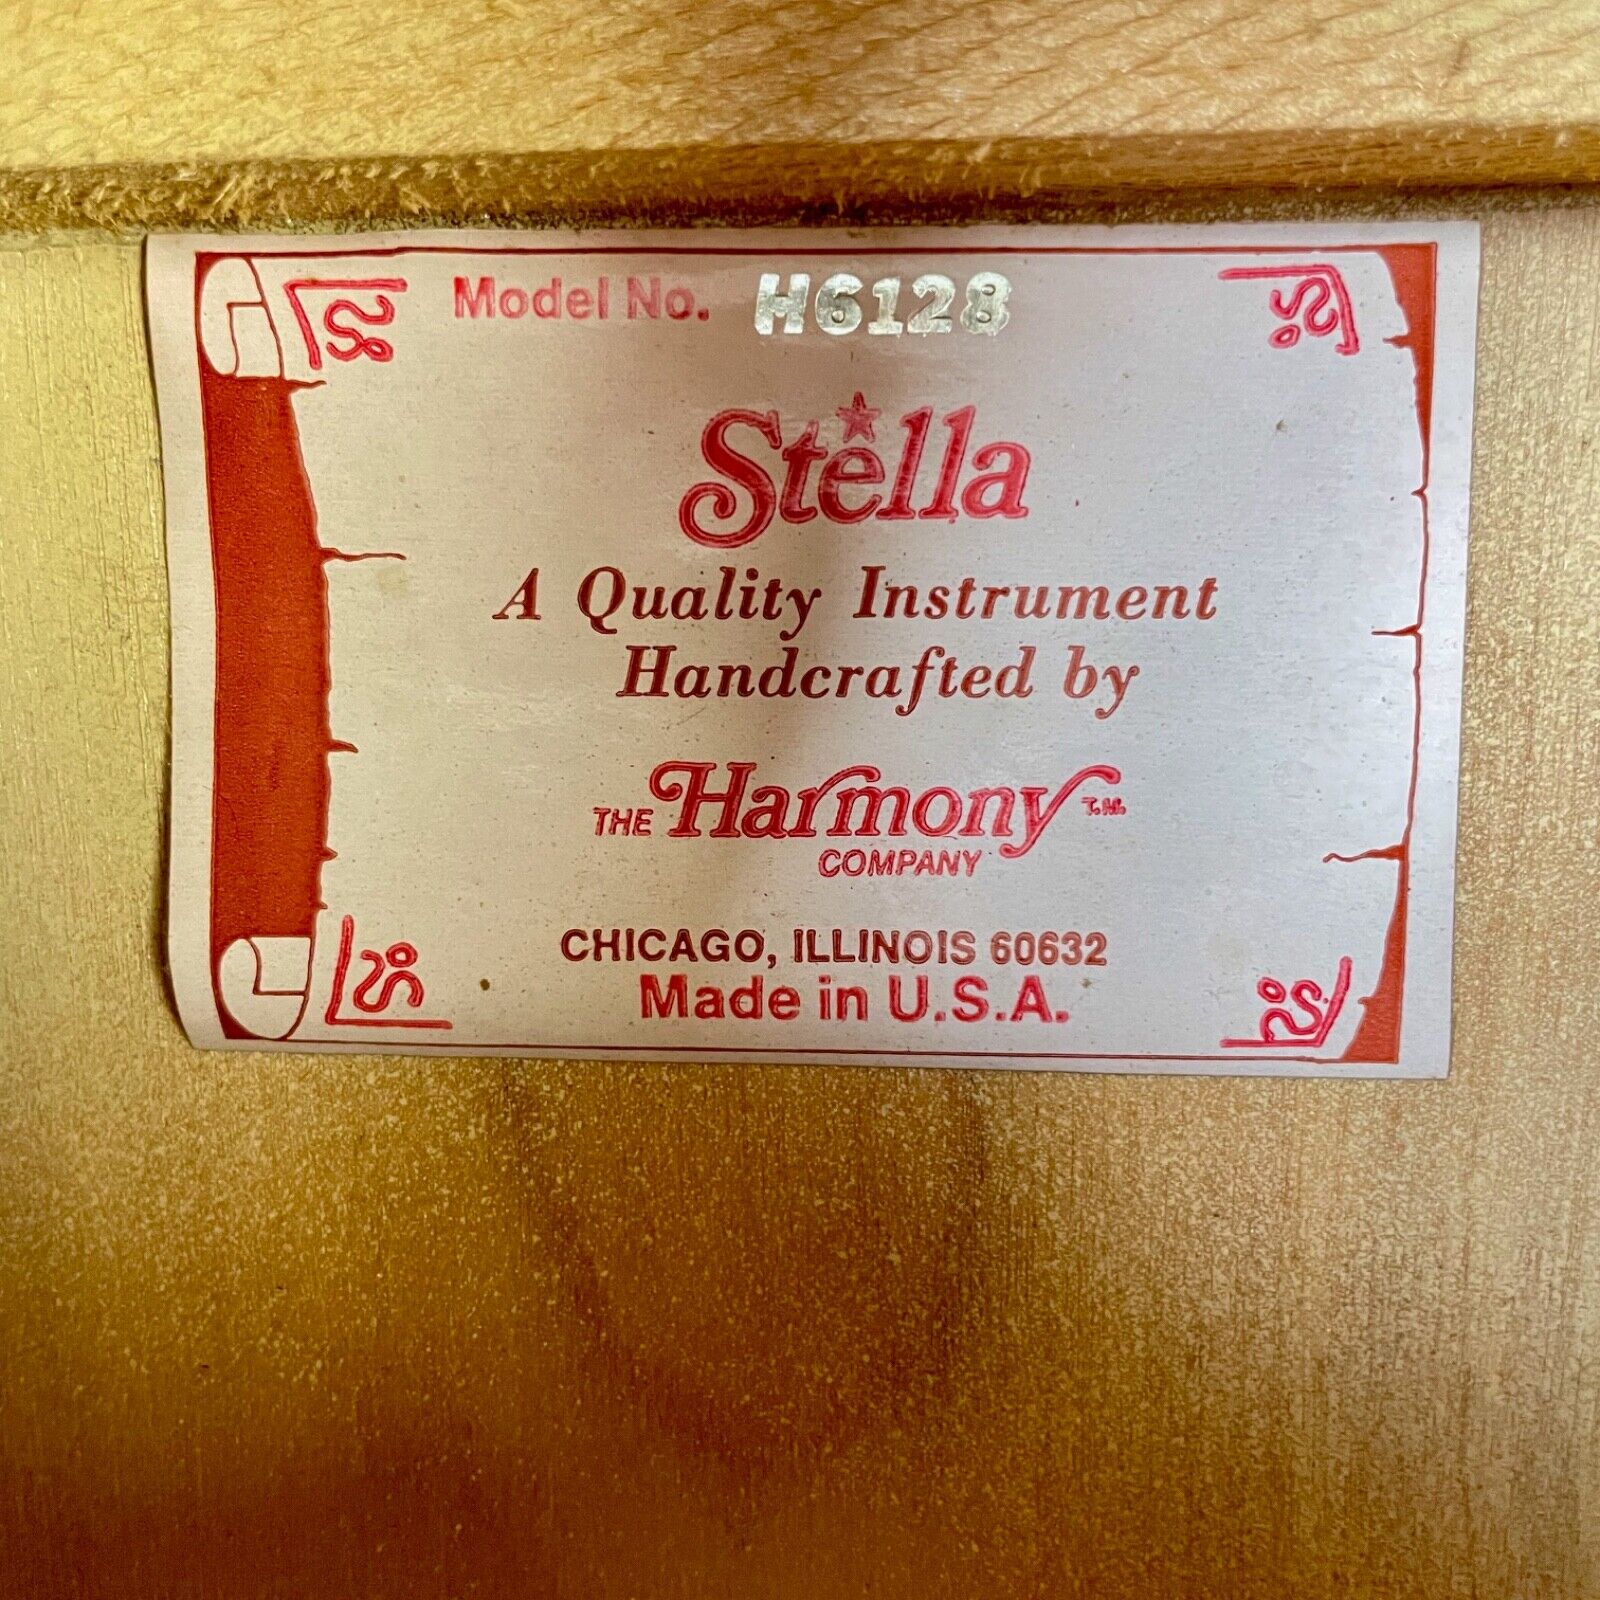 Model No. H6128
Stella
A Quality Instrument
Handcrafted by
THE Harmony T.M.
COMPANY
CHICAGO, ILLINOIS 60632
Made in U.S.A.